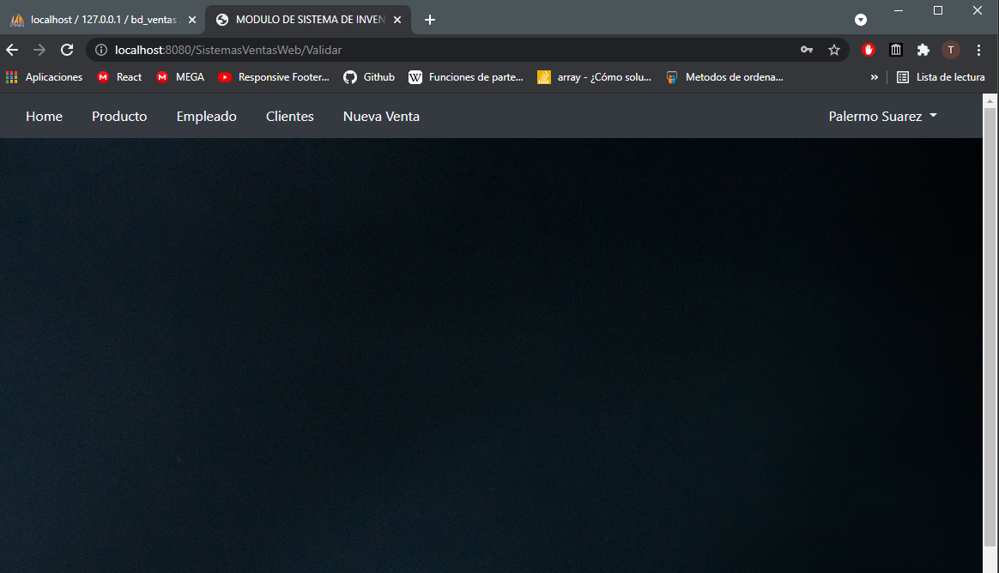 localhost / 127.0.0.1 / bd_ventas
MODULO DE SISTEMA DE INVEN
localhost:8080/SistemasVentasWeb/Validar
T
Aplicaciones React MEGA Responsive Footer... Github W Funciones de parte... array - ¿Cómo solu... Metodos de ordena... » Lista de lectura
Home Producto Empleado Clientes Nueva Venta Palermo Suarez